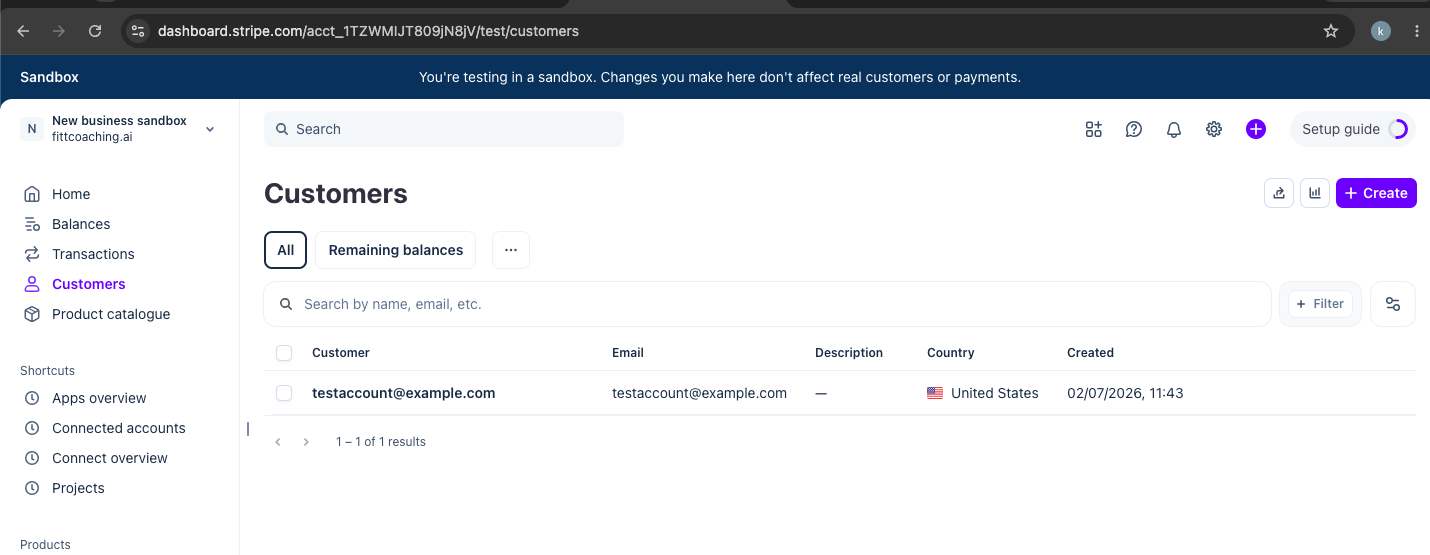 dashboard.stripe.com/acct_1TZWMIJT809jN8jV/test/customers
k
Sandbox
You're testing in a sandbox. Changes you make here don't affect real customers or payments.
N
New business sandbox
fittcoaching.ai
Search
Setup guide
Home
Balances
Transactions
Customers
Product catalogue
Shortcuts
Apps overview
Connected accounts
Connect overview
Projects
Products
Customers
Create
All
Remaining balances
Search by name, email, etc.
Filter
Customer Email Description Country Created
testaccount@example.com testaccount@example.com — United States 02/07/2026, 11:43
1 – 1 of 1 results